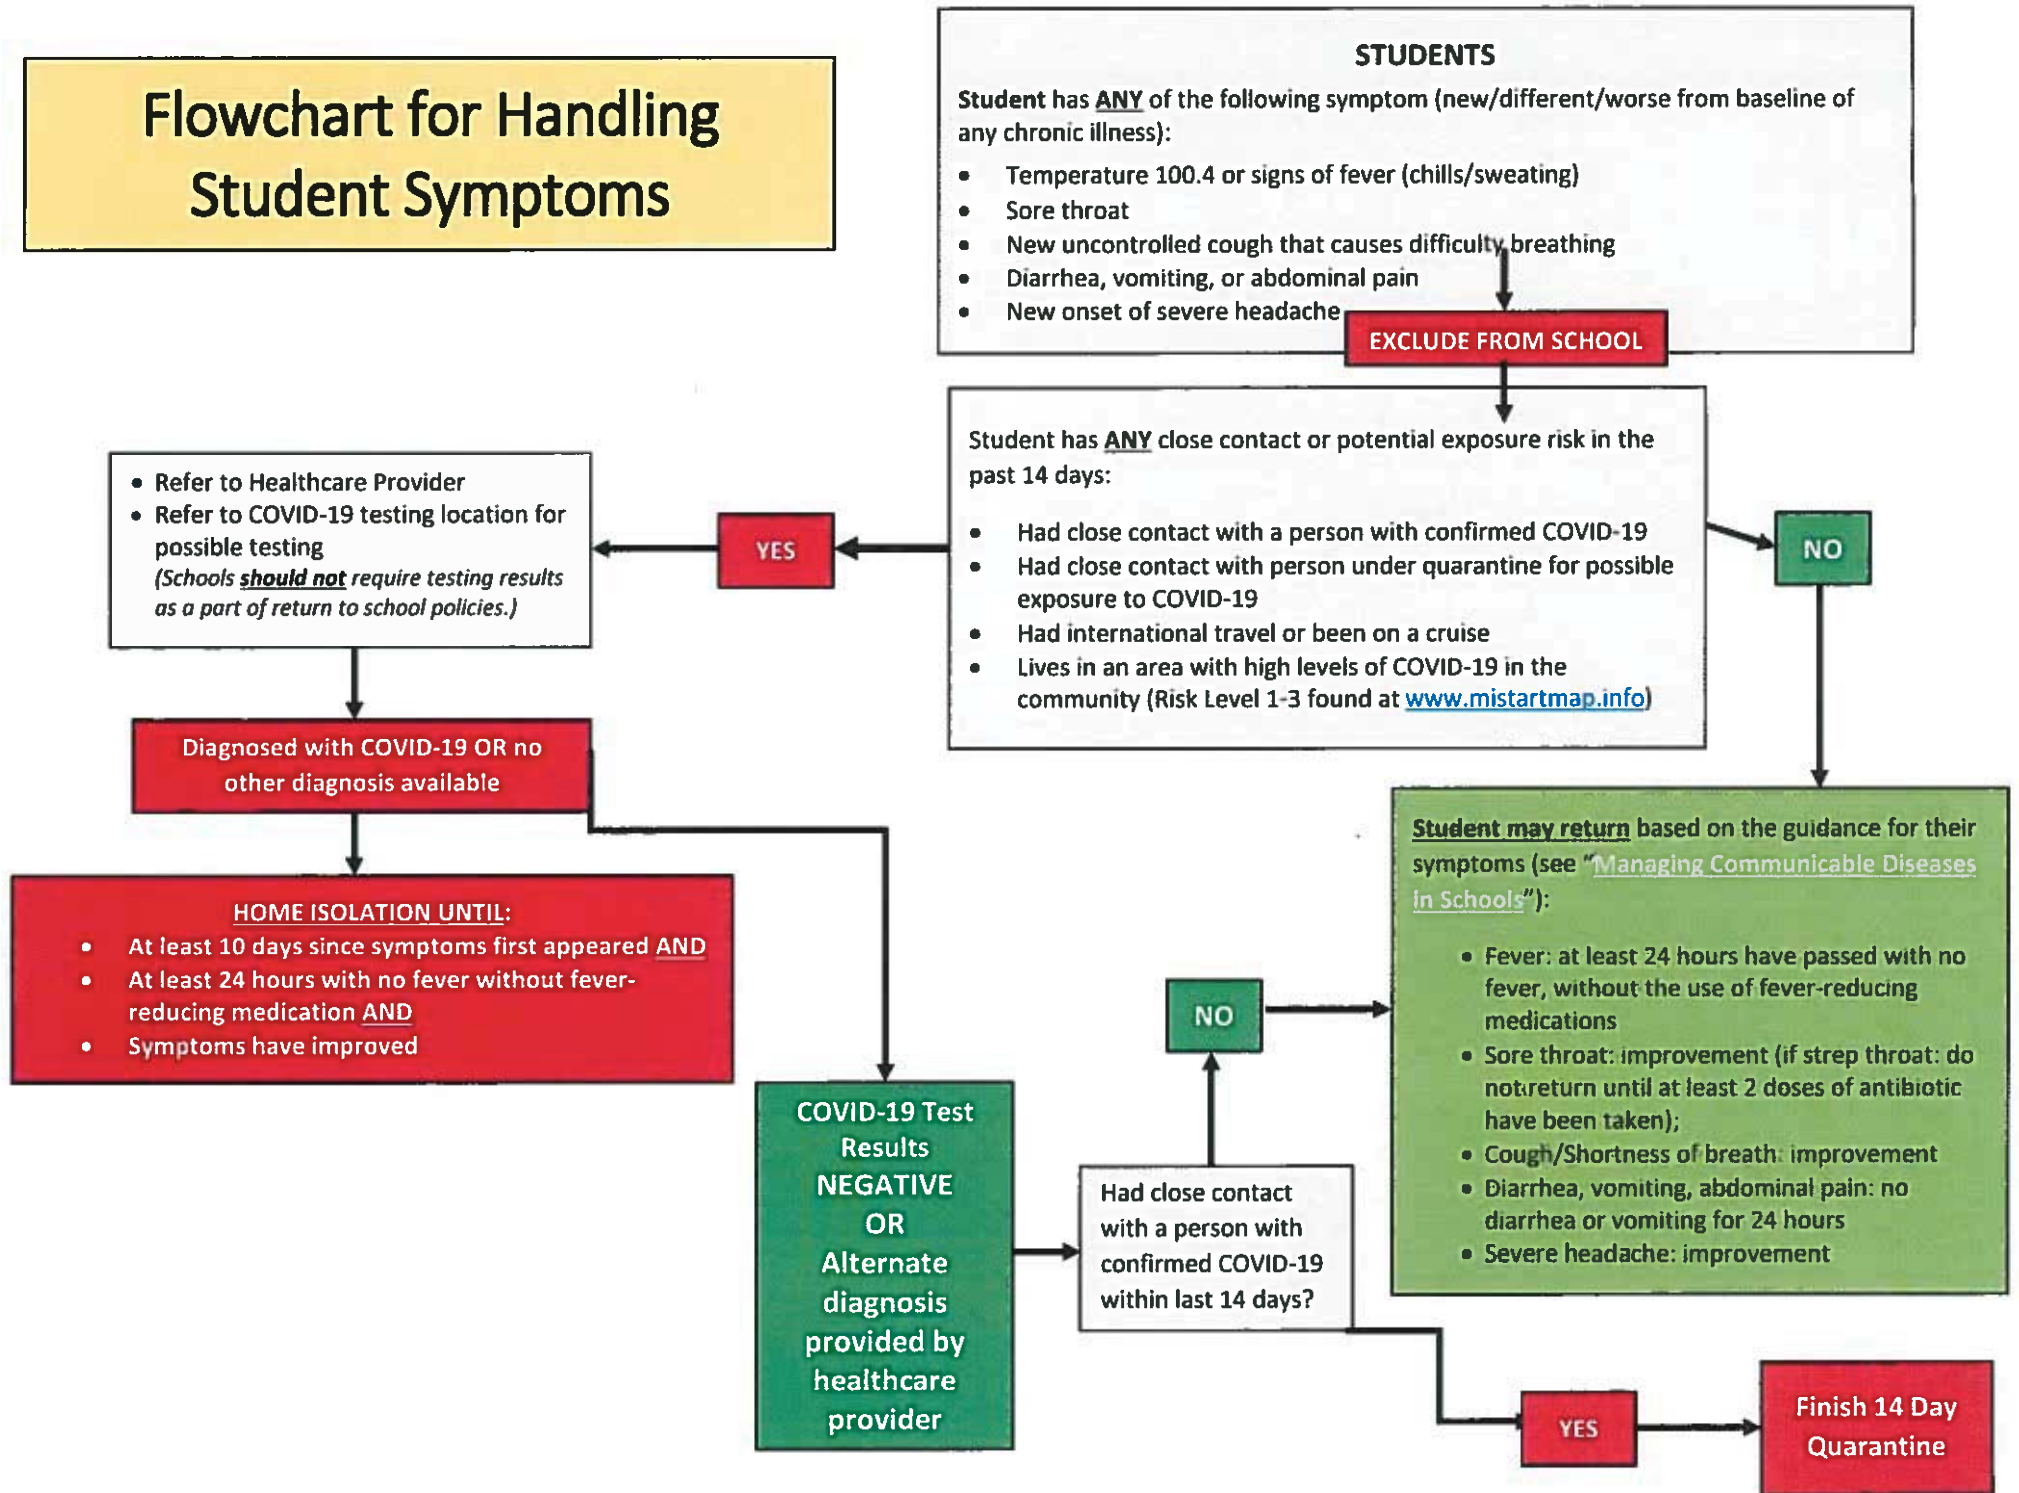 Flowchart for Handling
Student Symptoms
STUDENTS
Student has ANY of the following symptom (new/different/worse from baseline of
any chronic illness):
• Temperature 100.4 or signs of fever (chills/sweating)
• Sore throat
• New uncontrolled cough that causes difficulty breathing
• Diarrhea, vomiting, or abdominal pain
• New onset of severe headache
EXCLUDE FROM SCHOOL
Student has ANY close contact or potential exposure risk in the
past 14 days:
• Had close contact with a person with confirmed COVID-19
• Had close contact with person under quarantine for possible
exposure to COVID-19
• Had international travel or been on a cruise
• Lives in an area with high levels of COVID-19 in the
community (Risk Level 1-3 found at www.mistartmap.info)
YES
NO
• Refer to Healthcare Provider
• Refer to COVID-19 testing location for
possible testing
(Schools should not require testing results
as a part of return to school policies.)
Diagnosed with COVID-19 OR no
other diagnosis available
HOME ISOLATION UNTIL:
• At least 10 days since symptoms first appeared AND
• At least 24 hours with no fever without fever-
reducing medication AND
• Symptoms have improved
COVID-19 Test
Results
NEGATIVE
OR
Alternate
diagnosis
provided by
healthcare
provider
Had close contact
with a person with
confirmed COVID-19
within last 14 days?
NO
Student may return based on the guidance for their
symptoms (see "Managing Communicable Diseases
in Schools"):
• Fever: at least 24 hours have passed with no
fever, without the use of fever-reducing
medications
• Sore throat: improvement (if strep throat: do
not return until at least 2 doses of antibiotic
have been taken);
• Cough/Shortness of breath: improvement
• Diarrhea, vomiting, abdominal pain: no
diarrhea or vomiting for 24 hours
• Severe headache: improvement
YES
Finish 14 Day
Quarantine